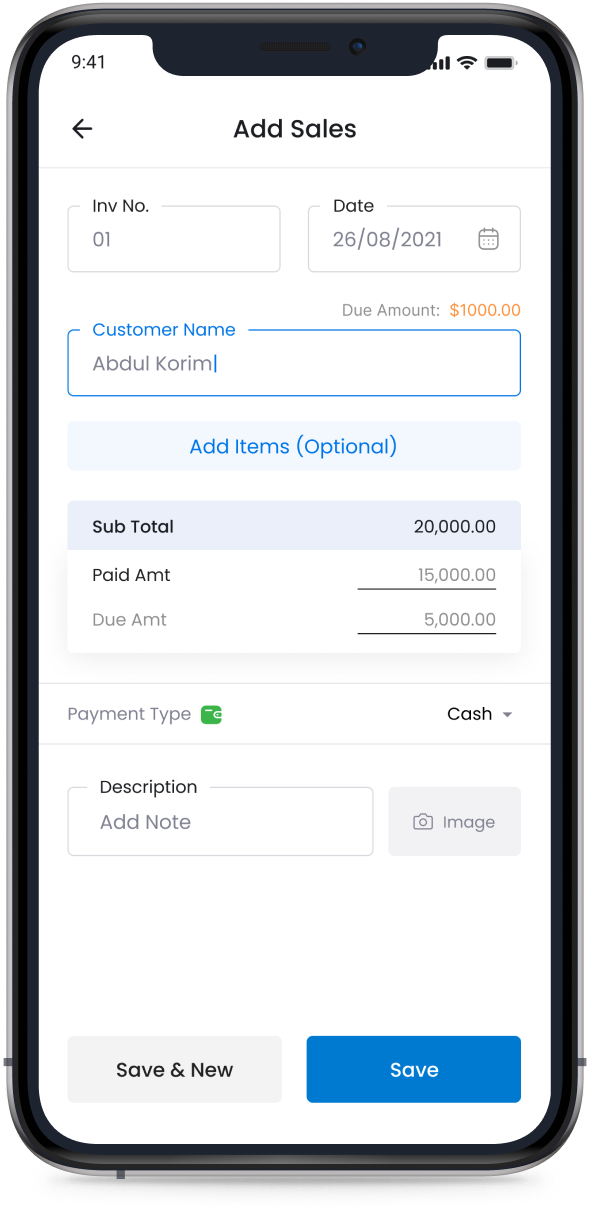 9:41
Add Sales
Inv No. Date
01 26/08/2021
Due Amount: $1000.00
Customer Name
Abdul Korim
Add Items (Optional)
Sub Total 20,000.00
Paid Amt 15,000.00
Due Amt 5,000.00
Payment Type Cash
Description
Add Note Image
Save & New Save